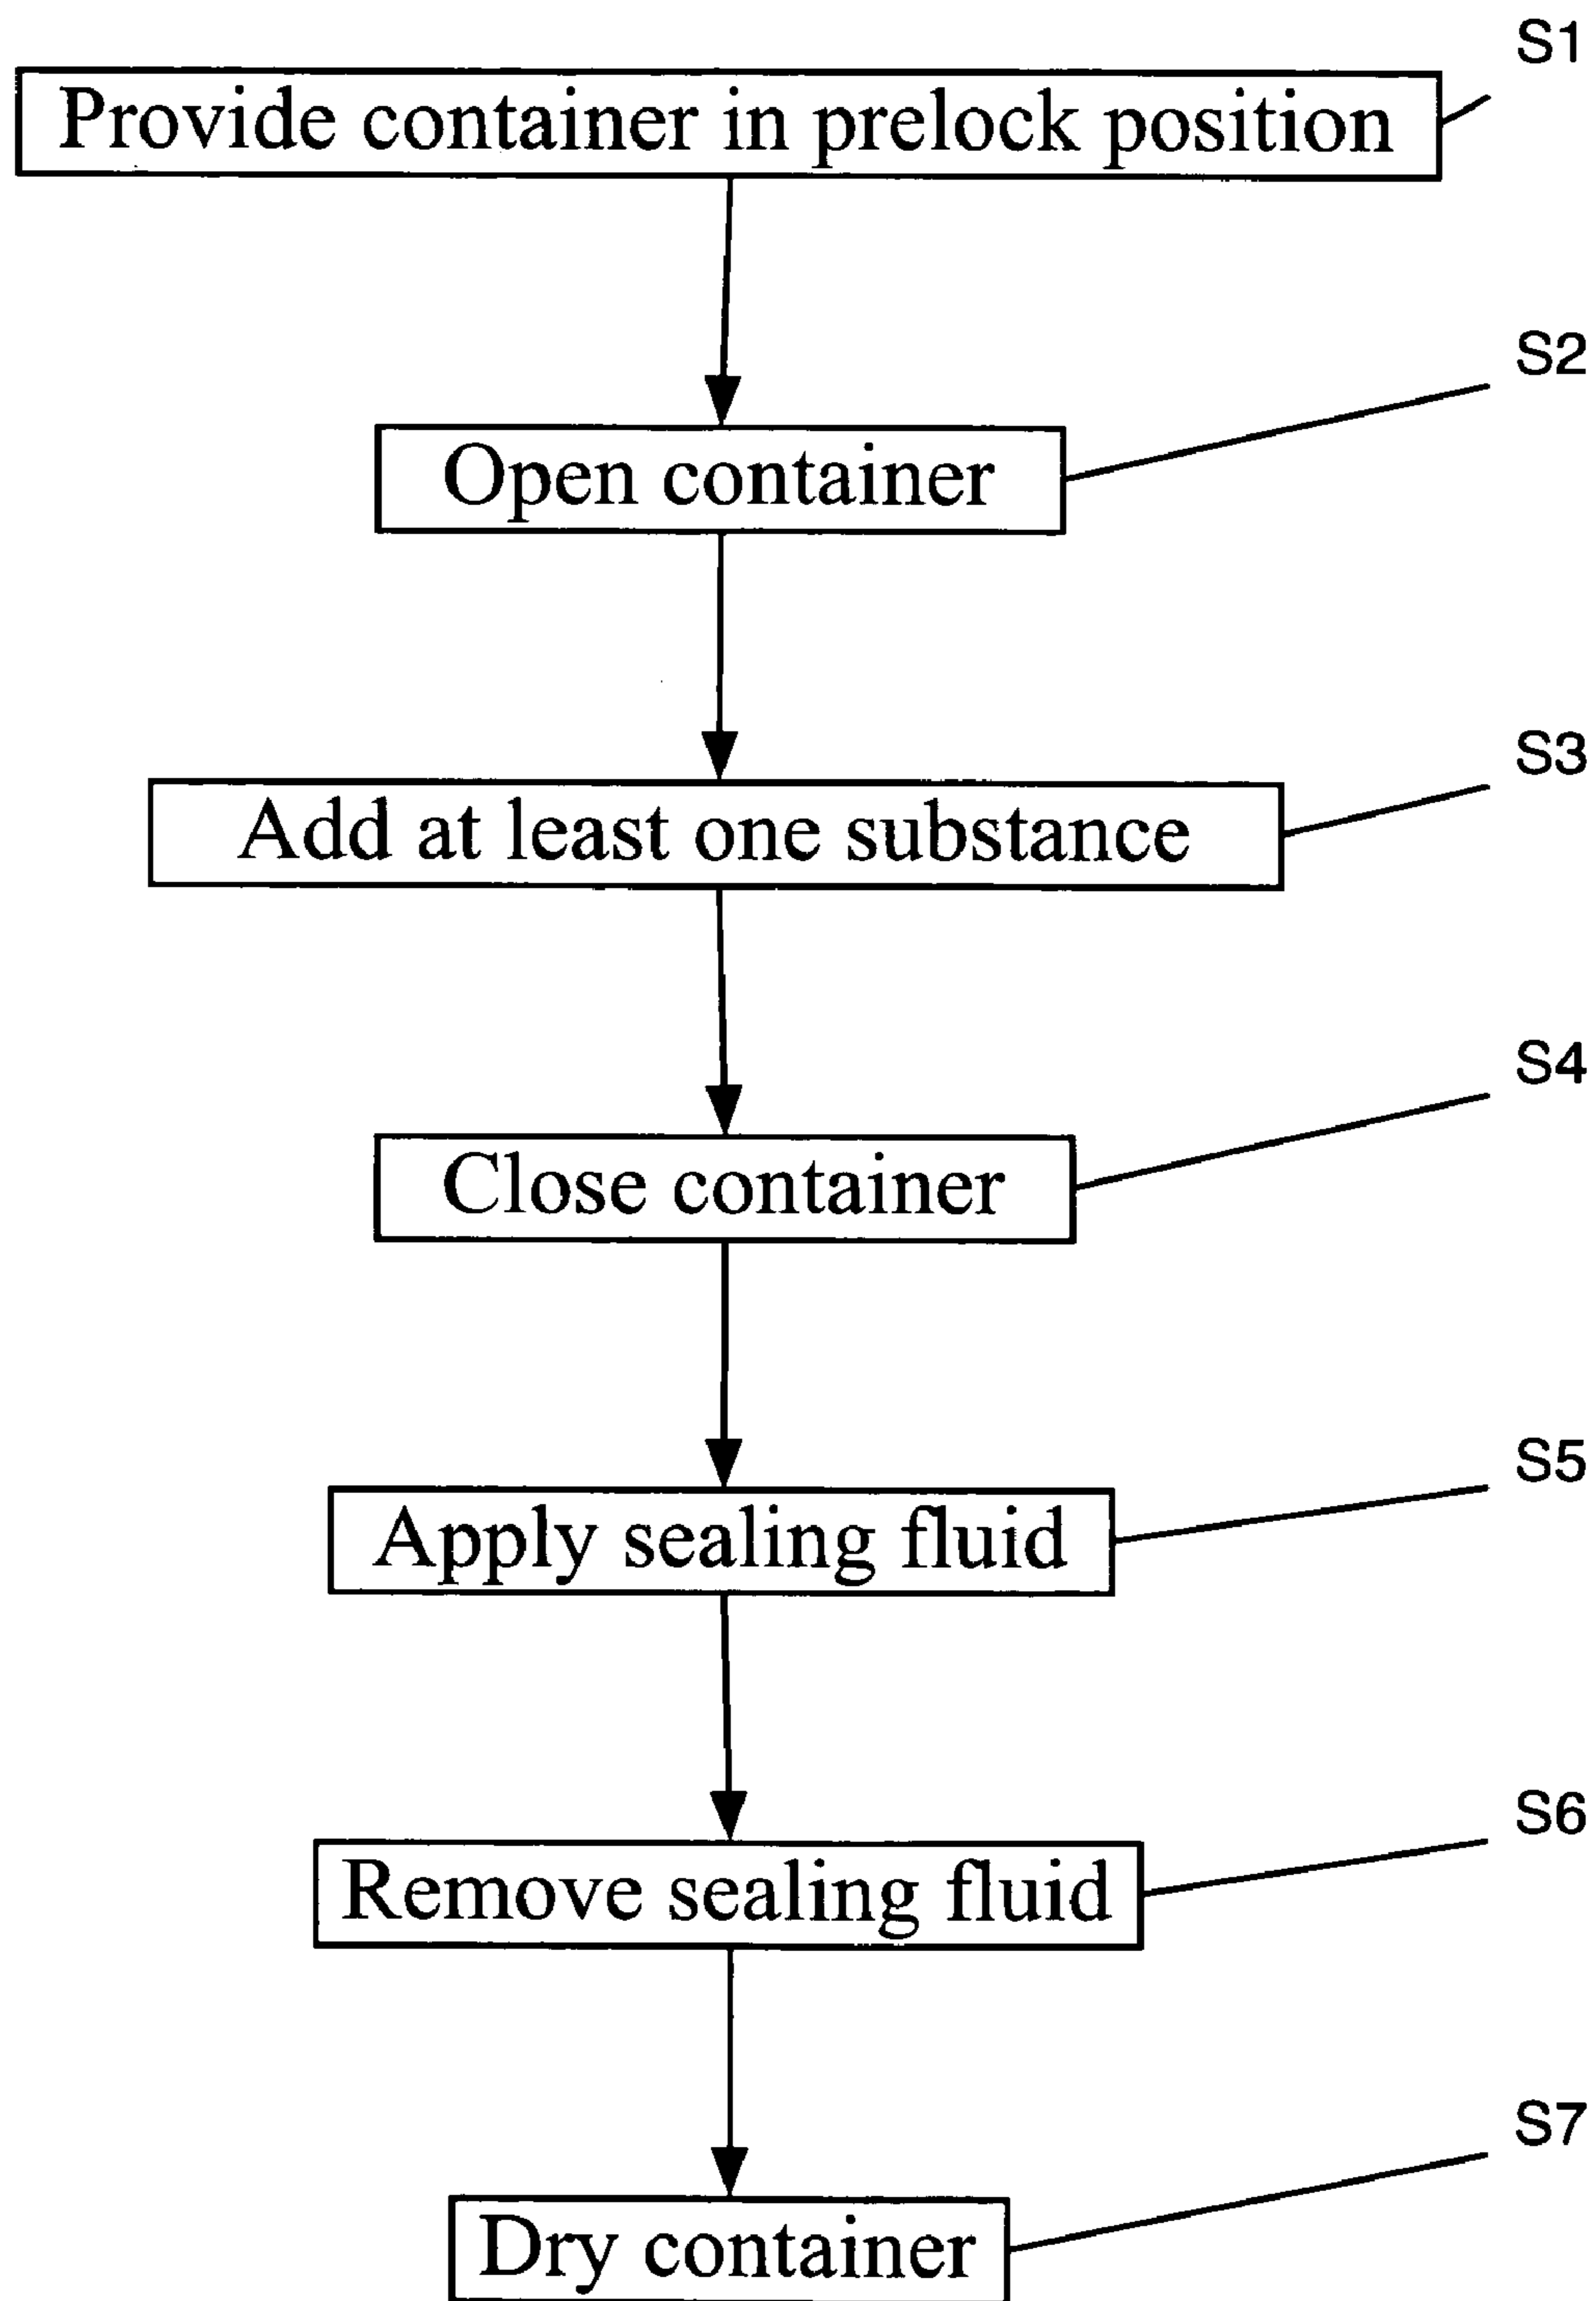 S1
Provide container in prelock position
S2
Open container
S3
Add at least one substance
S4
Close container
S5
Apply sealing fluid
S6
Remove sealing fluid
S7
Dry container